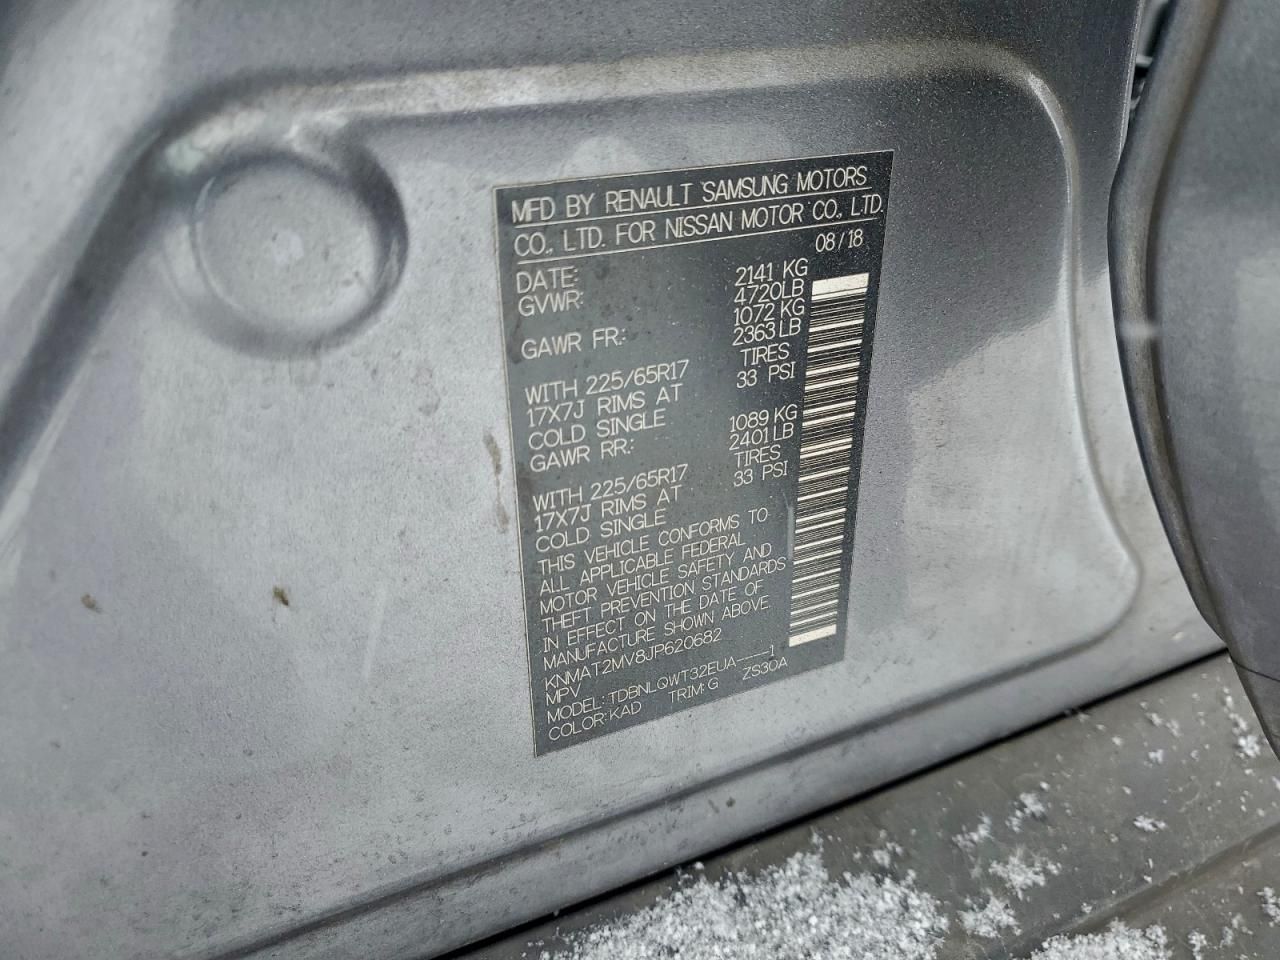 MFD BY RENAULT SAMSUNG MOTORS
CO., LTD. FOR NISSAN MOTOR CO., LTD.
DATE: 08/18
GVWR: 2141 KG
4720LB
GAWR FR: 1072 KG
2363LB
WITH 225/65R17 TIRES
17X7J RIMS AT 33 PSI
COLD SINGLE
GAWR RR: 1089 KG
2401LB
WITH 225/65R17 TIRES
17X7J RIMS AT 33 PSI
COLD SINGLE
THIS VEHICLE CONFORMS TO
ALL APPLICABLE FEDERAL
MOTOR VEHICLE SAFETY AND
THEFT PREVENTION STANDARDS
IN EFFECT ON THE DATE OF
MANUFACTURE SHOWN ABOVE.
KNMAT2MV8JP620682
MPV
MODEL: TDBNLQWT32EUA----1
COLOR: KAD TRIM: G ZS30A